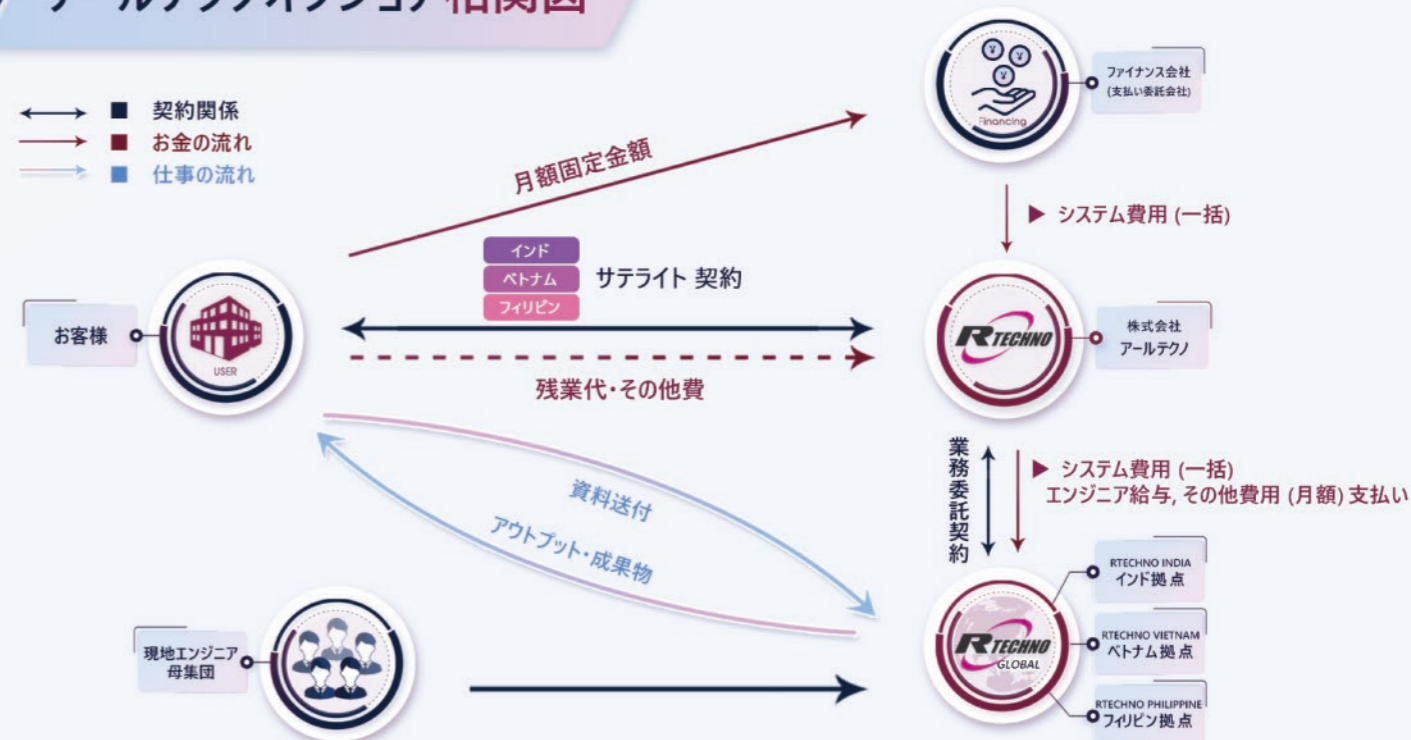 相関図
契約関係
お金の流れ
仕事の流れ
Financing
ファイナンス会社
(支払い委託会社)
月額固定金額
▶ システム費用 (一括)
インド
ベトナム
フィリピン
サテライト 契約
お客様
USER
RTECHNO
株式会社
アールテクノ
残業代・その他費
業務委託契約
▶ システム費用 (一括)
エンジニア給与, その他費用 (月額) 支払い
資料送付
アウトプット・成果物
RTECHNO INDIA
インド拠点
現地エンジニア
母集団
RTECHNO
GLOBAL
RTECHNO VIETNAM
ベトナム拠点
RTECHNO PHILIPPINE
フィリピン拠点